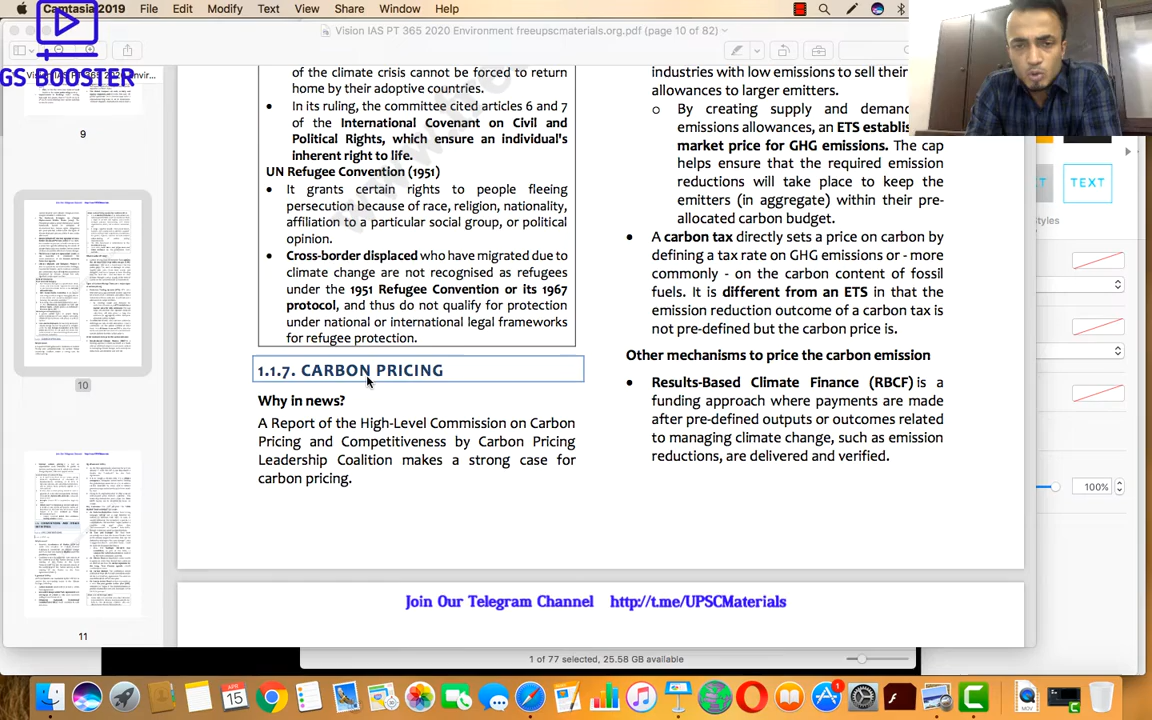 Camtasia 2019 File Edit Modify Text View Share Window Help
GS BOOSTER
Vision IAS PT 365 2020 Environment freeupscmaterials.org.pdf (page 10 of 82)
9
10
11
of the climate crisis cannot be forced to return
home by their adoptive countries.
• In its ruling, the committee cited articles 6 and 7
of the International Covenant on Civil and
Political Rights, which ensure an individual's
inherent right to life.
UN Refugee Convention (1951)
• It grants certain rights to people fleeing
persecution because of race, religion, nationality,
affiliation to a particular social group, or political
opinion.
• Cross-border displaced who have migrated due to
climate change are not recognised as refugees
under the 1951 Refugee Convention or its 1967
protocol, and thus do not qualify for protection
under national or international legal frameworks
for refugee protection.
1.1.7. CARBON PRICING
Why in news?
A Report of the High-Level Commission on Carbon
Pricing and Competitiveness by Carbon Pricing
Leadership Coalition makes a strong case for
carbon pricing.
industries with low emissions to sell their
allowances to larger emitters.
o By creating supply and deman
emissions allowances, an ETS establis
market price for GHG emissions. The cap
helps ensure that the required emission
reductions will take place to keep the
emitters (in aggregate) within their pre-
allocated carbon budget.
• A carbon tax directly sets a price on carbon by
defining a tax rate on GHG emissions or - more
commonly - on the carbon content of fossil
fuels. It is different from an ETS in that the
emission reduction outcome of a carbon tax is
not pre-defined but the carbon price is.
Other mechanisms to price the carbon emission
• Results-Based Climate Finance (RBCF) is a
funding approach where payments are made
after pre-defined outputs or outcomes related
to managing climate change, such as emission
reductions, are delivered and verified.
Join Our Telegram Channel http://t.me/UPSCMaterials
TEXT
100%
1 of 77 selected, 25.58 GB available
APR
15
1
MOV